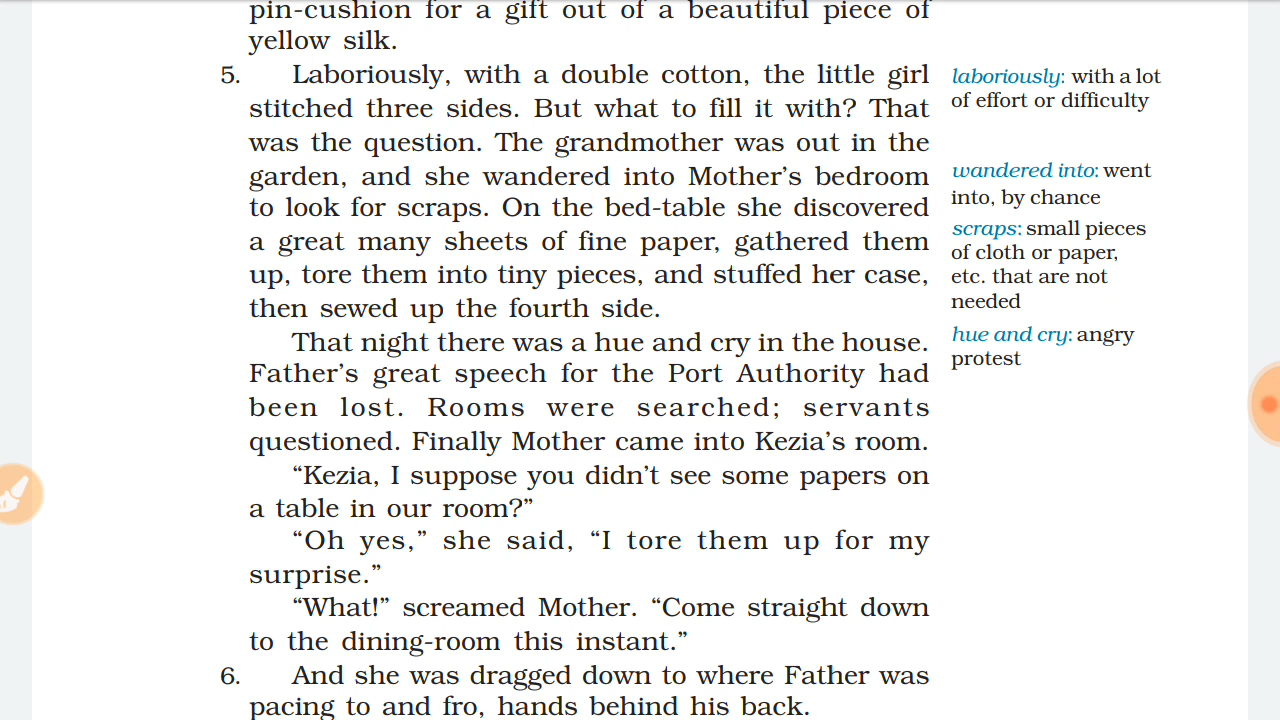 pin-cushion for a gift out of a beautiful piece of
yellow silk.
5. Laboriously, with a double cotton, the little girl
stitched three sides. But what to fill it with? That
was the question. The grandmother was out in the
garden, and she wandered into Mother’s bedroom
to look for scraps. On the bed-table she discovered
a great many sheets of fine paper, gathered them
up, tore them into tiny pieces, and stuffed her case,
then sewed up the fourth side.
That night there was a hue and cry in the house.
Father’s great speech for the Port Authority had
been lost. Rooms were searched; servants
questioned. Finally Mother came into Kezia’s room.
“Kezia, I suppose you didn’t see some papers on
a table in our room?”
“Oh yes,” she said, “I tore them up for my
surprise.”
“What!” screamed Mother. “Come straight down
to the dining-room this instant.”
6. And she was dragged down to where Father was
pacing to and fro, hands behind his back.
laboriously: with a lot
of effort or difficulty
wandered into: went
into, by chance
scraps: small pieces
of cloth or paper,
etc. that are not
needed
hue and cry: angry
protest